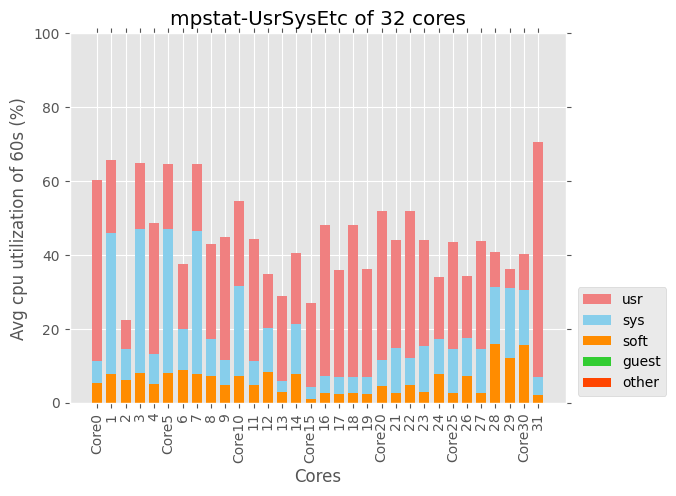 mpstat-UsrSysEtc of 32 cores
Avg cpu utilization of 60s (%)
100
80
60
40
20
0
Core0
1
2
3
4
Core5
6
7
8
9
Core10
11
12
13
14
Core15
16
17
18
19
Core20
21
22
23
24
Core25
26
27
28
29
Core30
31
Cores
usr
sys
soft
guest
other